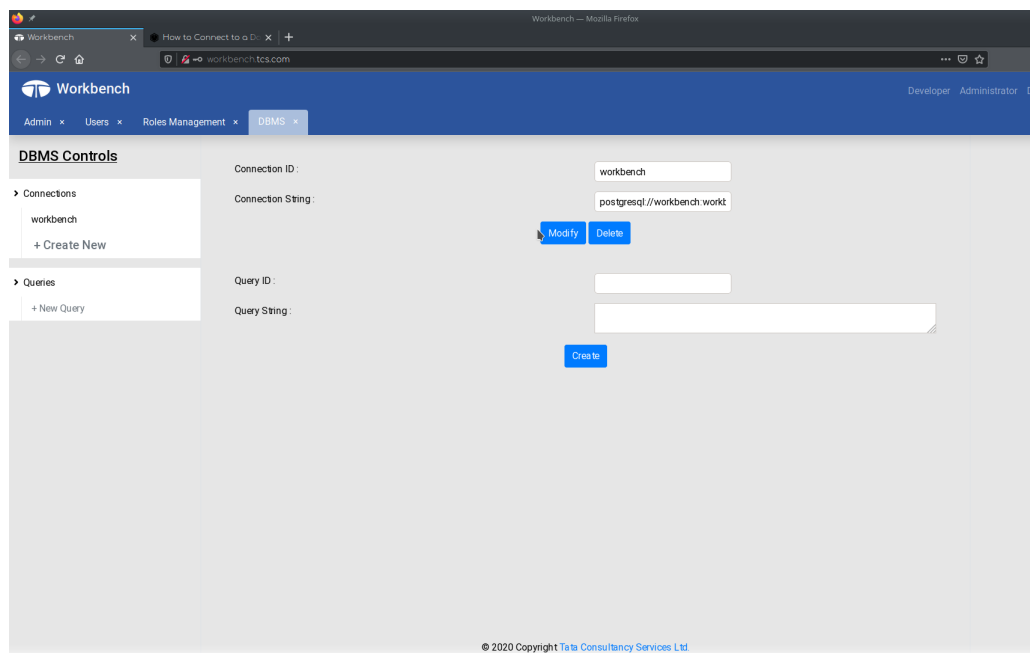 Workbench — Mozilla Firefox
Workbench How to Connect to a Dc
workbench.tcs.com
Workbench
Developer Administrator
Admin × Users × Roles Management × DBMS ×
DBMS Controls
Connections
workbench
+ Create New
Queries
+ New Query
Connection ID :
workbench
Connection String :
postgresql://workbench:workt
Modify Delete
Query ID :
Query String :
Create
© 2020 Copyright Tata Consultancy Services Ltd.